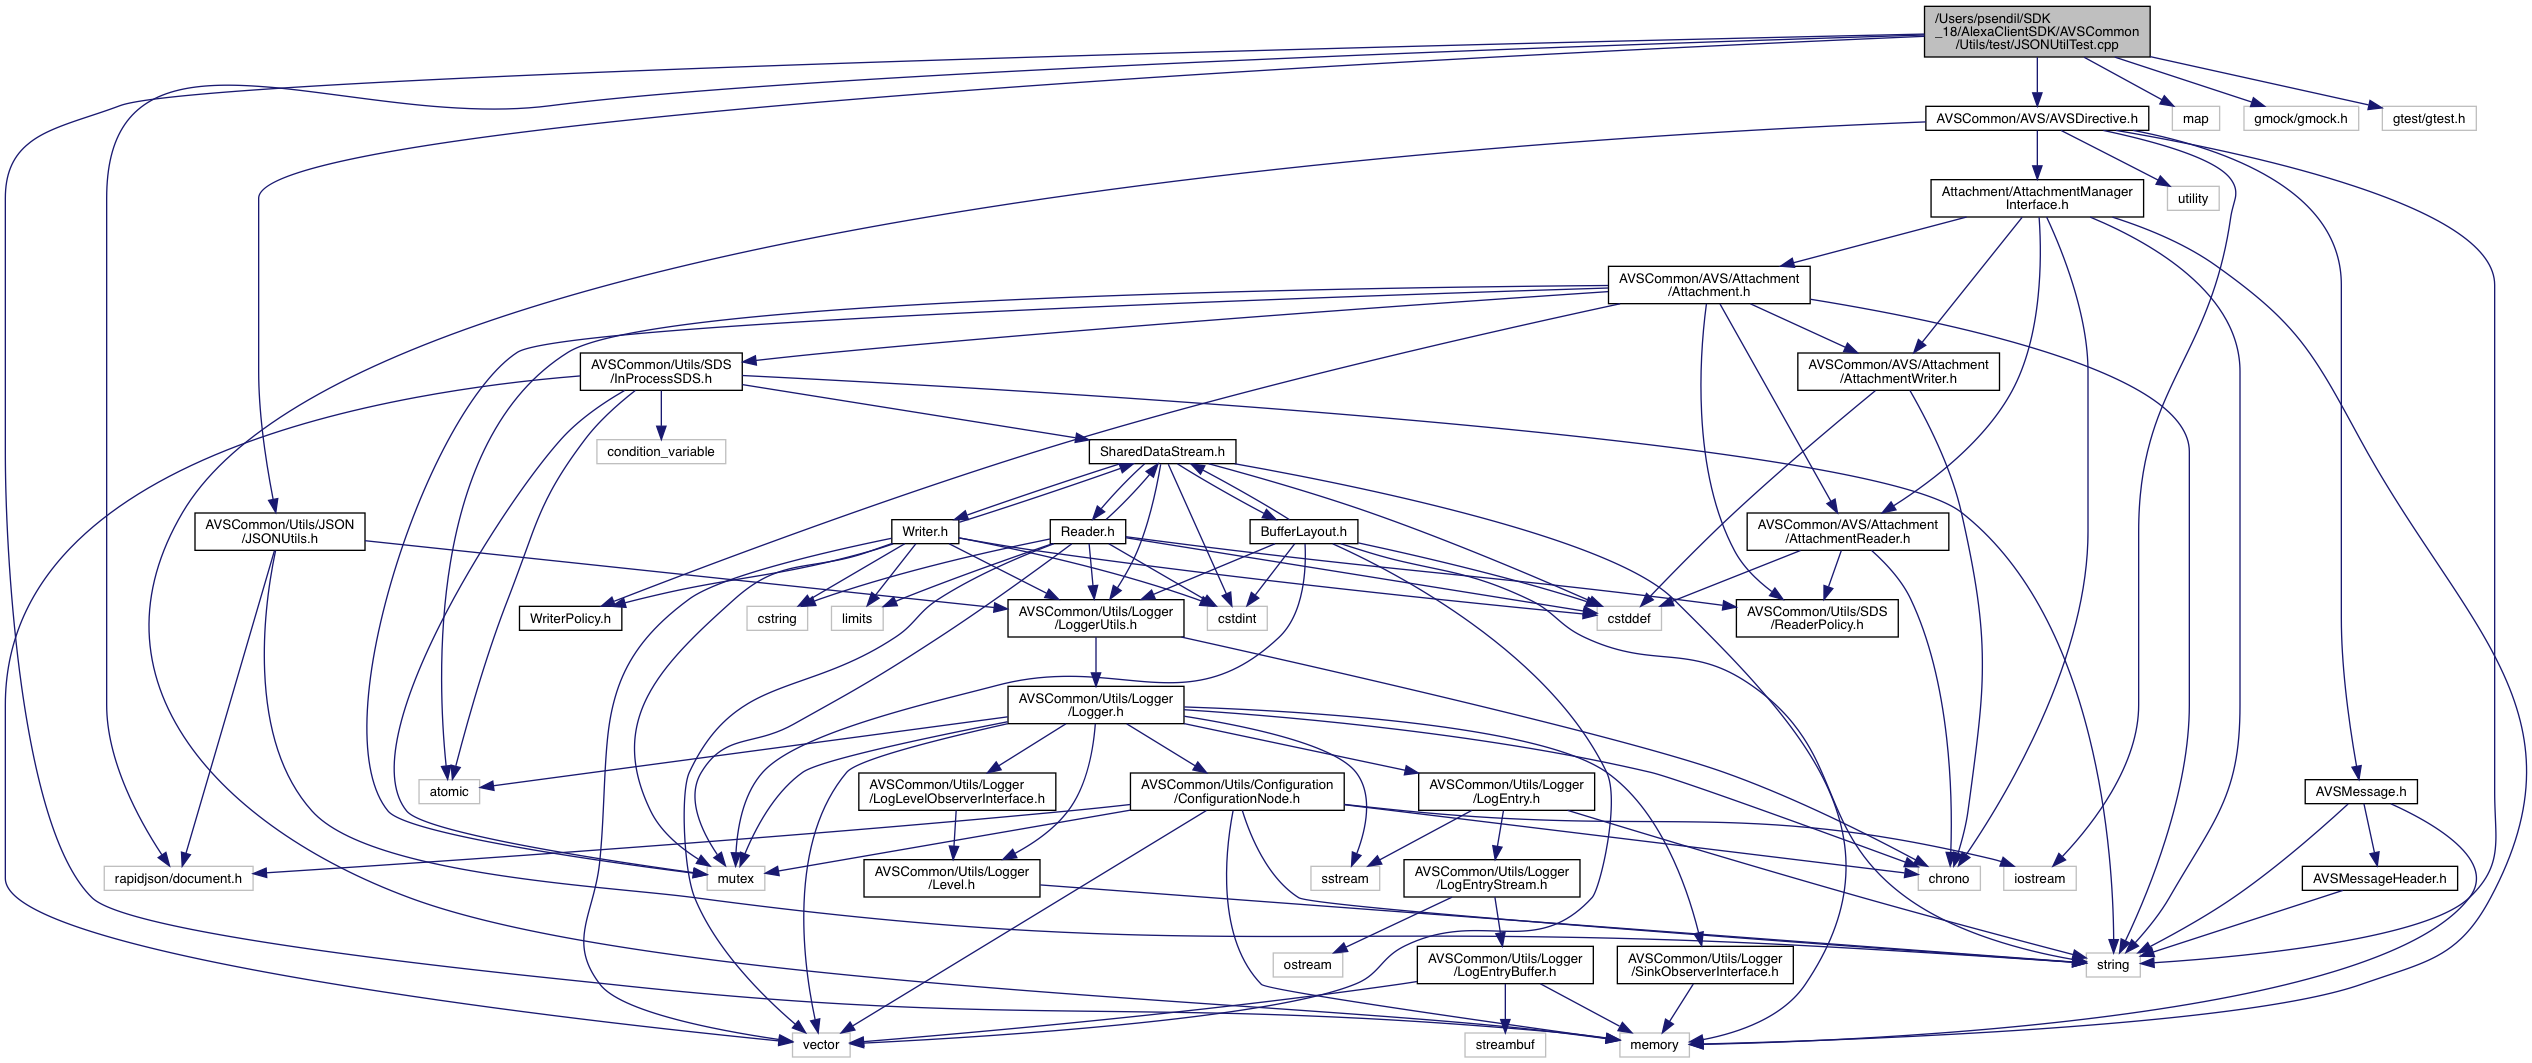 /Users/psendil/SDK
_18/AlexaClientSDK/AVSCommon
/Utils/test/JSONUtilTest.cpp
AVSCommon/AVS/AVSDirective.h
map
gmock/gmock.h
gtest/gtest.h
Attachment/AttachmentManager
Interface.h
utility
AVSCommon/AVS/Attachment
/Attachment.h
AVSCommon/Utils/SDS
/InProcessSDS.h
AVSCommon/AVS/Attachment
/AttachmentWriter.h
condition_variable
SharedDataStream.h
AVSCommon/Utils/JSON
/JSONUtils.h
Writer.h
Reader.h
BufferLayout.h
AVSCommon/AVS/Attachment
/AttachmentReader.h
WriterPolicy.h
cstring
limits
AVSCommon/Utils/Logger
/LoggerUtils.h
cstdint
cstddef
AVSCommon/Utils/SDS
/ReaderPolicy.h
AVSCommon/Utils/Logger
/Logger.h
atomic
AVSCommon/Utils/Logger
/LogLevelObserverInterface.h
AVSCommon/Utils/Configuration
/ConfigurationNode.h
AVSCommon/Utils/Logger
/LogEntry.h
AVSMessage.h
rapidjson/document.h
mutex
AVSCommon/Utils/Logger
/Level.h
sstream
AVSCommon/Utils/Logger
/LogEntryStream.h
chrono
iostream
AVSMessageHeader.h
ostream
AVSCommon/Utils/Logger
/LogEntryBuffer.h
AVSCommon/Utils/Logger
/SinkObserverInterface.h
string
vector
streambuf
memory